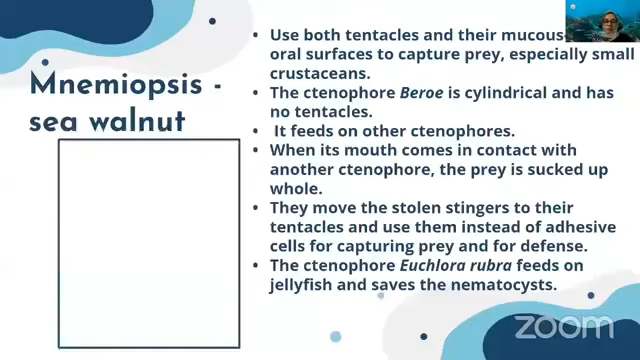 Mnemiopsis -
sea walnut
• Use both tentacles and their mucous-
oral surfaces to capture prey, especially small
crustaceans.
• The ctenophore Beroe is cylindrical and has
no tentacles.
• It feeds on other ctenophores.
• When its mouth comes in contact with
another ctenophore, the prey is sucked up
whole.
• They move the stolen stingers to their
tentacles and use them instead of adhesive
cells for capturing prey and for defense.
• The ctenophore Euchlora rubra feeds on
jellyfish and saves the nematocysts.
zoom